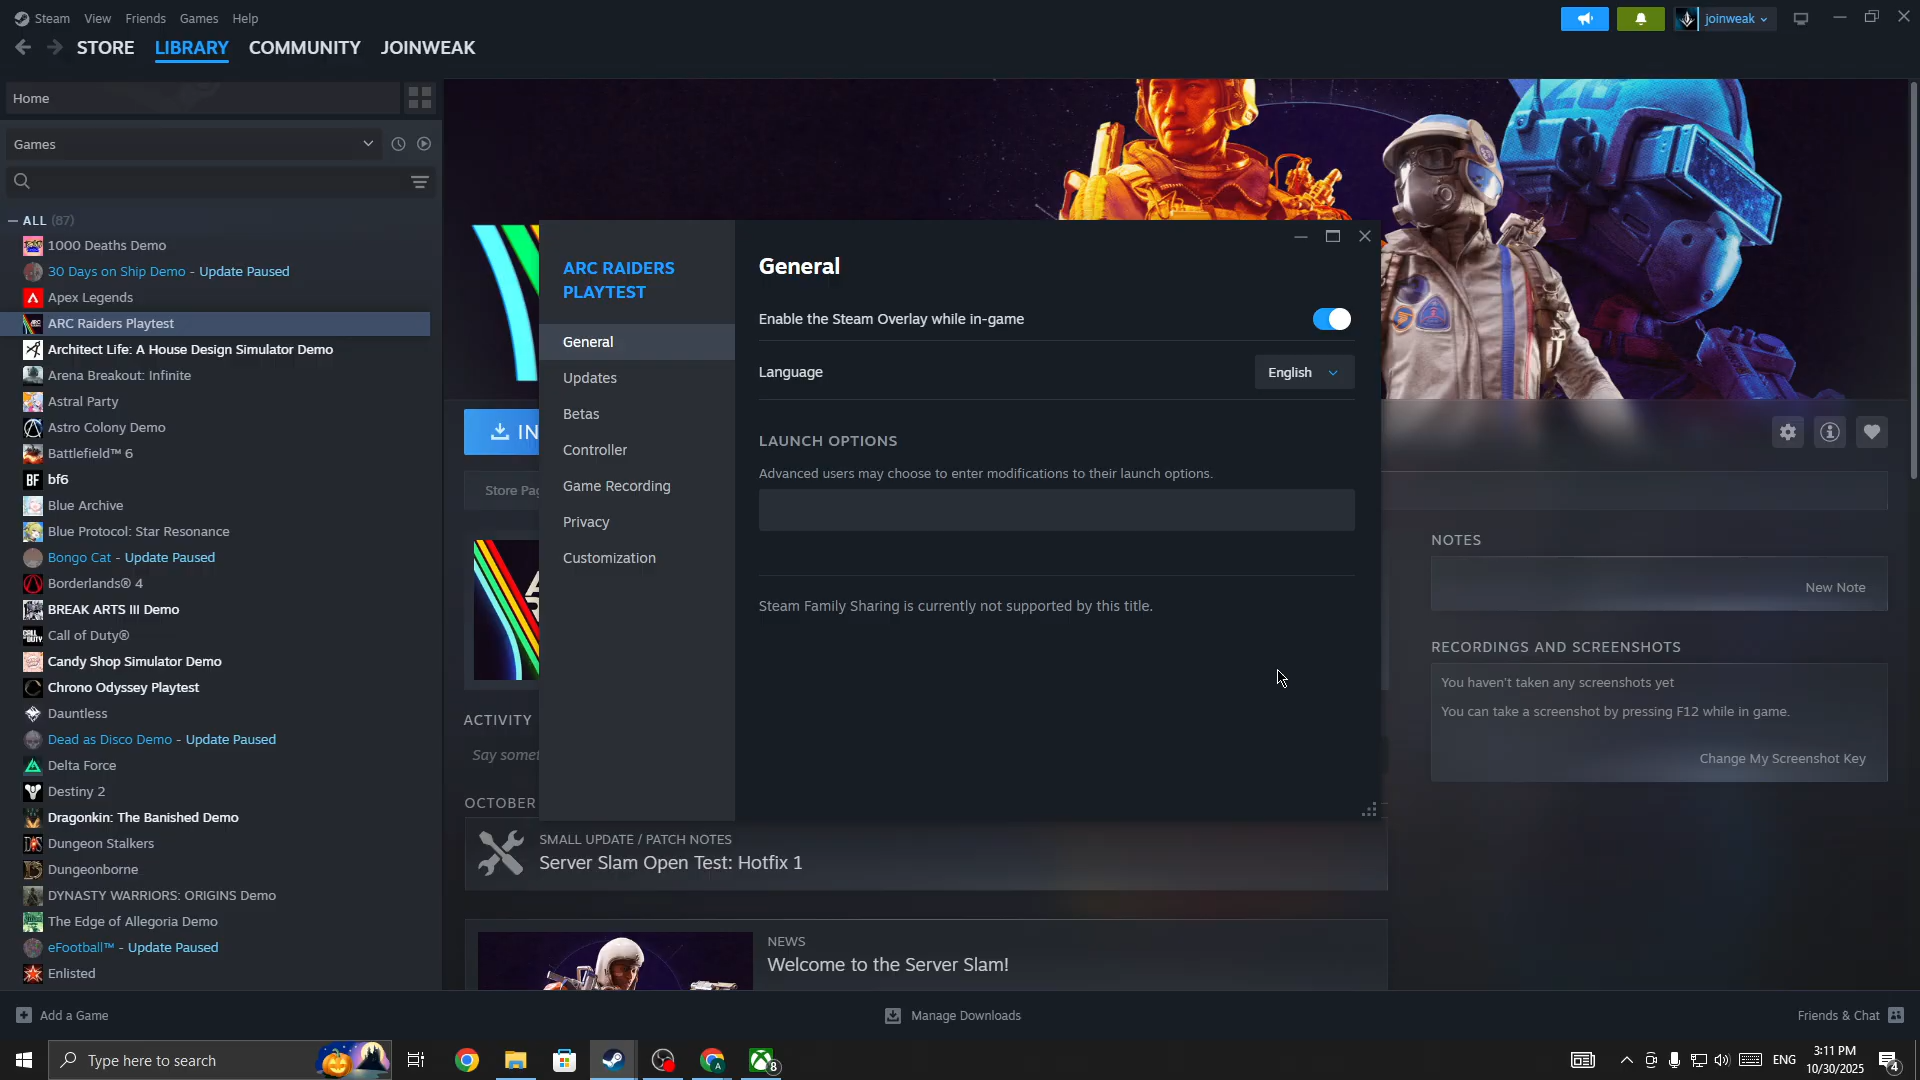 Steam View Friends Games Help
joinweak
STORE LIBRARY COMMUNITY JOINWEAK
Home
Games
ALL (87)
1000 Deaths Demo
30 Days on Ship Demo - Update Paused
Apex Legends
ARC Raiders Playtest
Architect Life: A House Design Simulator Demo
Arena Breakout: Infinite
Astral Party
Astro Colony Demo
Battlefield™ 6
BF bf6
Blue Archive
Blue Protocol: Star Resonance
Bongo Cat - Update Paused
Borderlands® 4
BREAK ARTS III Demo
Call of Duty®
Candy Shop Simulator Demo
Chrono Odyssey Playtest
Dauntless
Dead as Disco Demo - Update Paused
Delta Force
Destiny 2
Dragonkin: The Banished Demo
Dungeon Stalkers
Dungeonborne
DYNASTY WARRIORS: ORIGINS Demo
The Edge of Allegoria Demo
eFootball™ - Update Paused
Enlisted
Add a Game
IN
Store Pag
ACTIVITY
Say somet
OCTOBER
SMALL UPDATE / PATCH NOTES
Server Slam Open Test: Hotfix 1
NEWS
Welcome to the Server Slam!
ARC RAIDERS
PLAYTEST
General
Updates
Betas
Controller
Game Recording
Privacy
Customization
General
Enable the Steam Overlay while in-game
Language English
LAUNCH OPTIONS
Advanced users may choose to enter modifications to their launch options.
Steam Family Sharing is currently not supported by this title.
NOTES
New Note
RECORDINGS AND SCREENSHOTS
You haven't taken any screenshots yet
You can take a screenshot by pressing F12 while in game.
Change My Screenshot Key
Manage Downloads
Friends & Chat
Type here to search
8
ENG
3:11 PM
10/30/2025
4